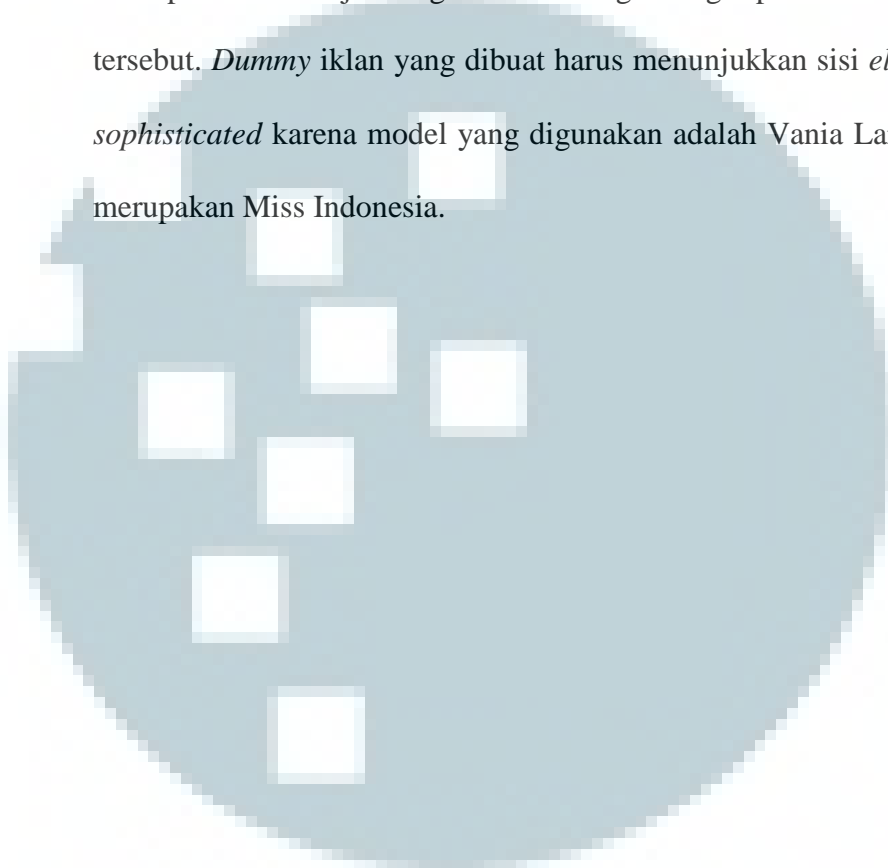 tersebut. Dummy iklan yang dibuat harus menunjukkan sisi
sophisticated karena model yang digunakan adalah Vania
merupakan Miss Indonesia.